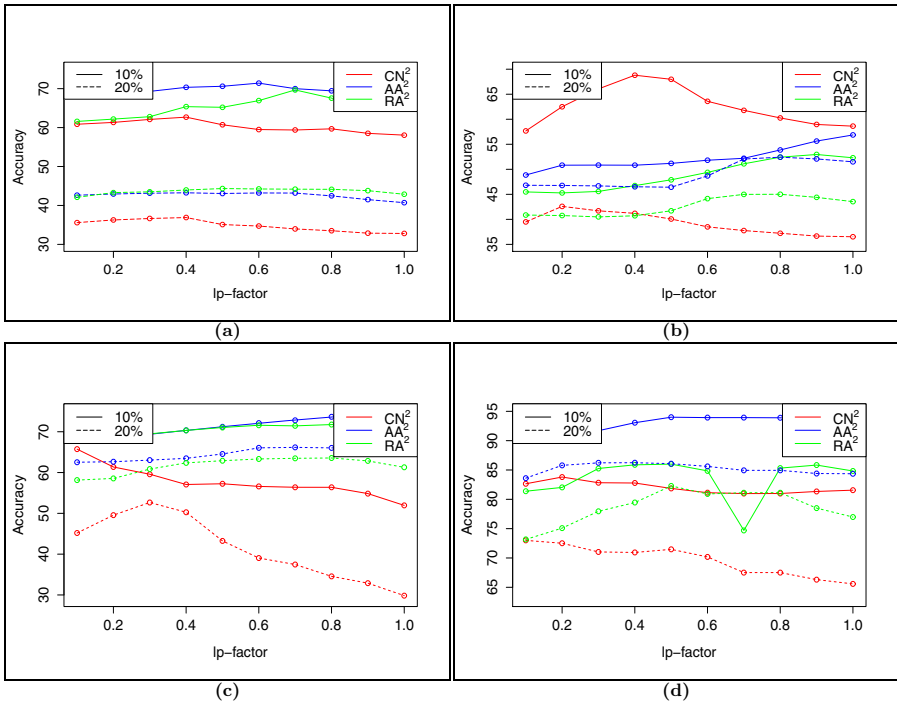 10%
20%
CN²
AA²
RA²
Accuracy
70
60
50
40
30
0.2 0.4 0.6 0.8 1.0
lp−factor
(a)
10%
20%
CN²
AA²
RA²
Accuracy
65
55
45
35
0.2 0.4 0.6 0.8 1.0
lp−factor
(b)
10%
20%
CN²
AA²
RA²
Accuracy
70
60
50
40
30
0.2 0.4 0.6 0.8 1.0
lp−factor
(c)
10%
20%
CN²
AA²
RA²
Accuracy
95
90
85
80
75
70
65
0.2 0.4 0.6 0.8 1.0
lp−factor
(d)